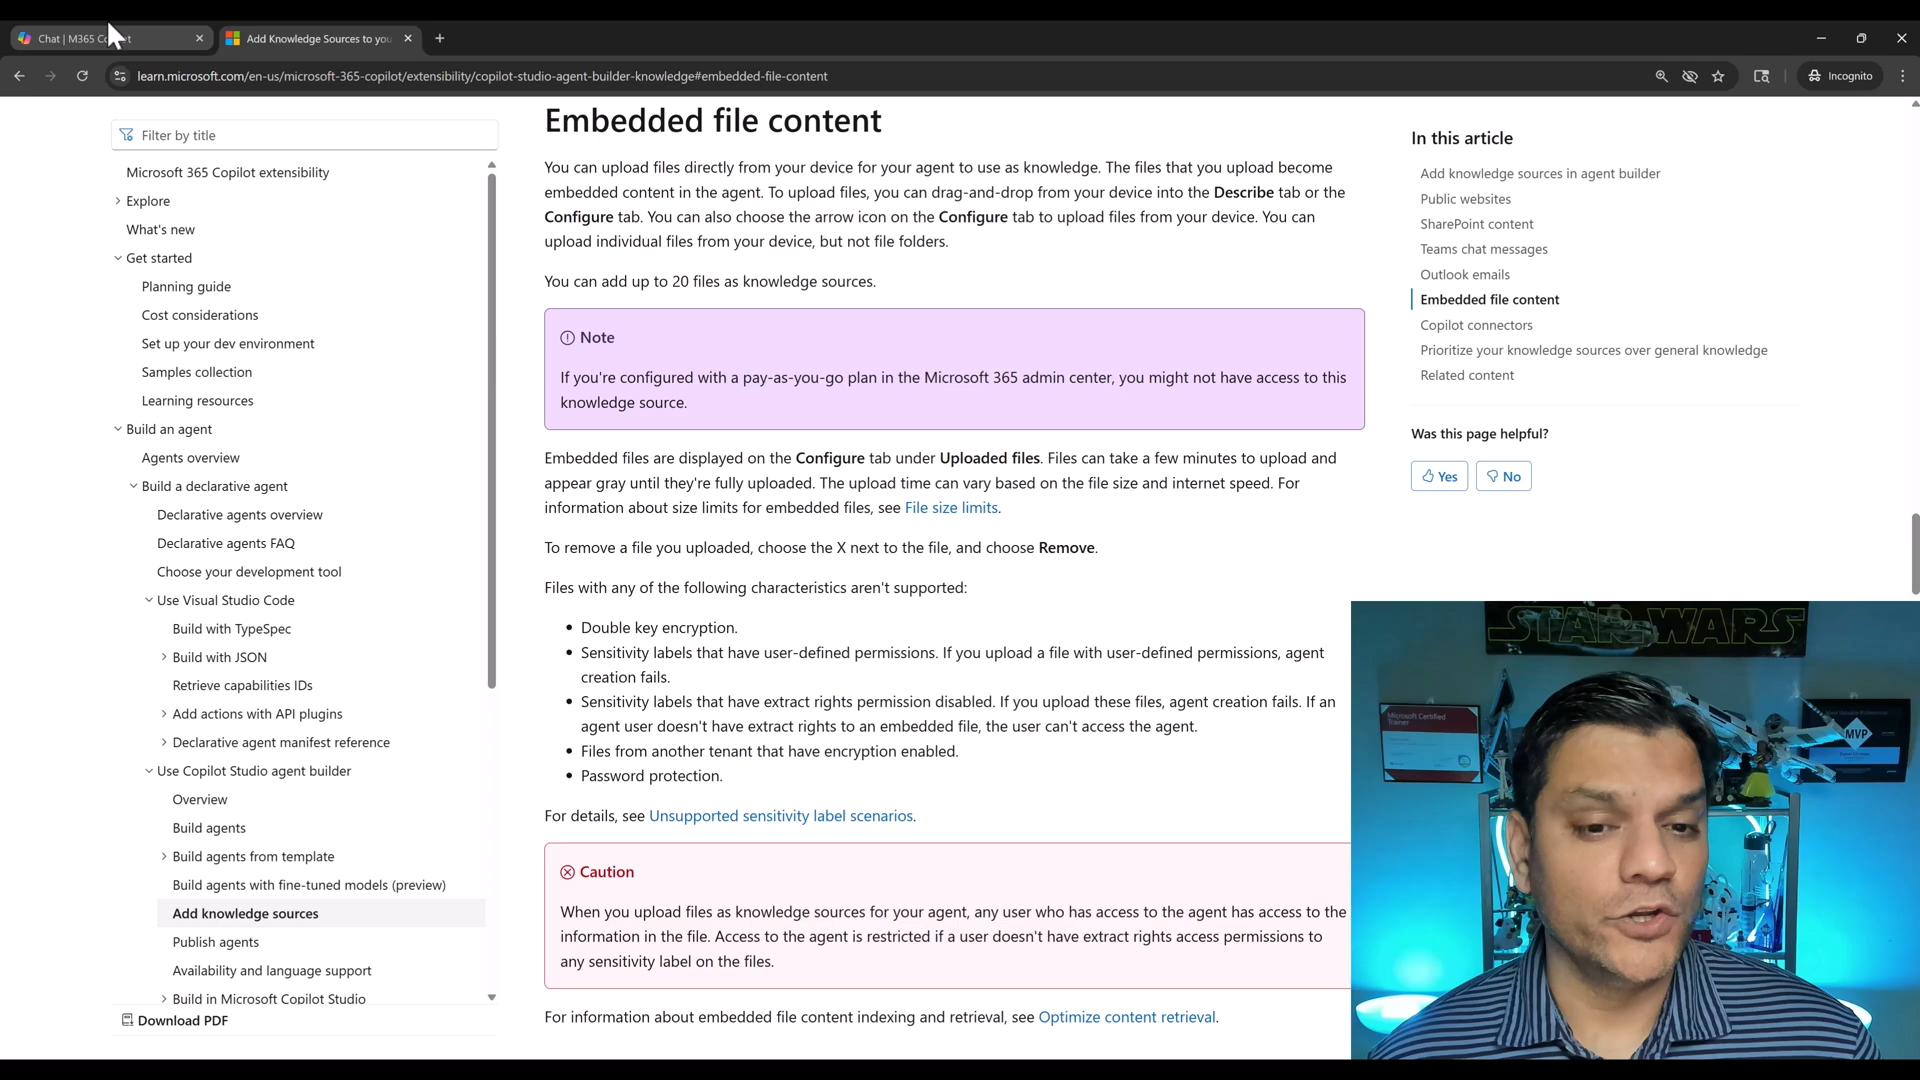 Chat | M365 C
Add Knowledge Sources to you
learn.microsoft.com/en-us/microsoft-365-copilot/extensibility/copilot-studio-agent-builder-knowledge#embedded-file-content
Incognito
Filter by title
Microsoft 365 Copilot extensibility
Explore
What's new
Get started
Planning guide
Cost considerations
Set up your dev environment
Samples collection
Learning resources
Build an agent
Agents overview
Build a declarative agent
Declarative agents overview
Declarative agents FAQ
Choose your development tool
Use Visual Studio Code
Build with TypeSpec
Build with JSON
Retrieve capabilities IDs
Add actions with API plugins
Declarative agent manifest reference
Use Copilot Studio agent builder
Overview
Build agents
Build agents from template
Build agents with fine-tuned models (preview)
Add knowledge sources
Publish agents
Availability and language support
Build in Microsoft Copilot Studio
Download PDF
Embedded file content
You can upload files directly from your device for your agent to use as knowledge. The files that you upload become
embedded content in the agent. To upload files, you can drag-and-drop from your device into the Describe tab or the
Configure tab. You can also choose the arrow icon on the Configure tab to upload files from your device. You can
upload individual files from your device, but not file folders.
You can add up to 20 files as knowledge sources.
Note
If you're configured with a pay-as-you-go plan in the Microsoft 365 admin center, you might not have access to this
knowledge source.
Embedded files are displayed on the Configure tab under Uploaded files. Files can take a few minutes to upload and
appear gray until they're fully uploaded. The upload time can vary based on the file size and internet speed. For
information about size limits for embedded files, see File size limits.
To remove a file you uploaded, choose the X next to the file, and choose Remove.
Files with any of the following characteristics aren't supported:
• Double key encryption.
• Sensitivity labels that have user-defined permissions. If you upload a file with user-defined permissions, agent
creation fails.
• Sensitivity labels that have extract rights permission disabled. If you upload these files, agent creation fails. If an
agent user doesn't have extract rights to an embedded file, the user can't access the agent.
• Files from another tenant that have encryption enabled.
• Password protection.
For details, see Unsupported sensitivity label scenarios.
Caution
When you upload files as knowledge sources for your agent, any user who has access to the agent has access to the
information in the file. Access to the agent is restricted if a user doesn't have extract rights access permissions to
any sensitivity label on the files.
For information about embedded file content indexing and retrieval, see Optimize content retrieval.
In this article
Add knowledge sources in agent builder
Public websites
SharePoint content
Teams chat messages
Outlook emails
Embedded file content
Copilot connectors
Prioritize your knowledge sources over general knowledge
Related content
Was this page helpful?
Yes
No
STAR WARS
Microsoft Certified
Trainer
MVP